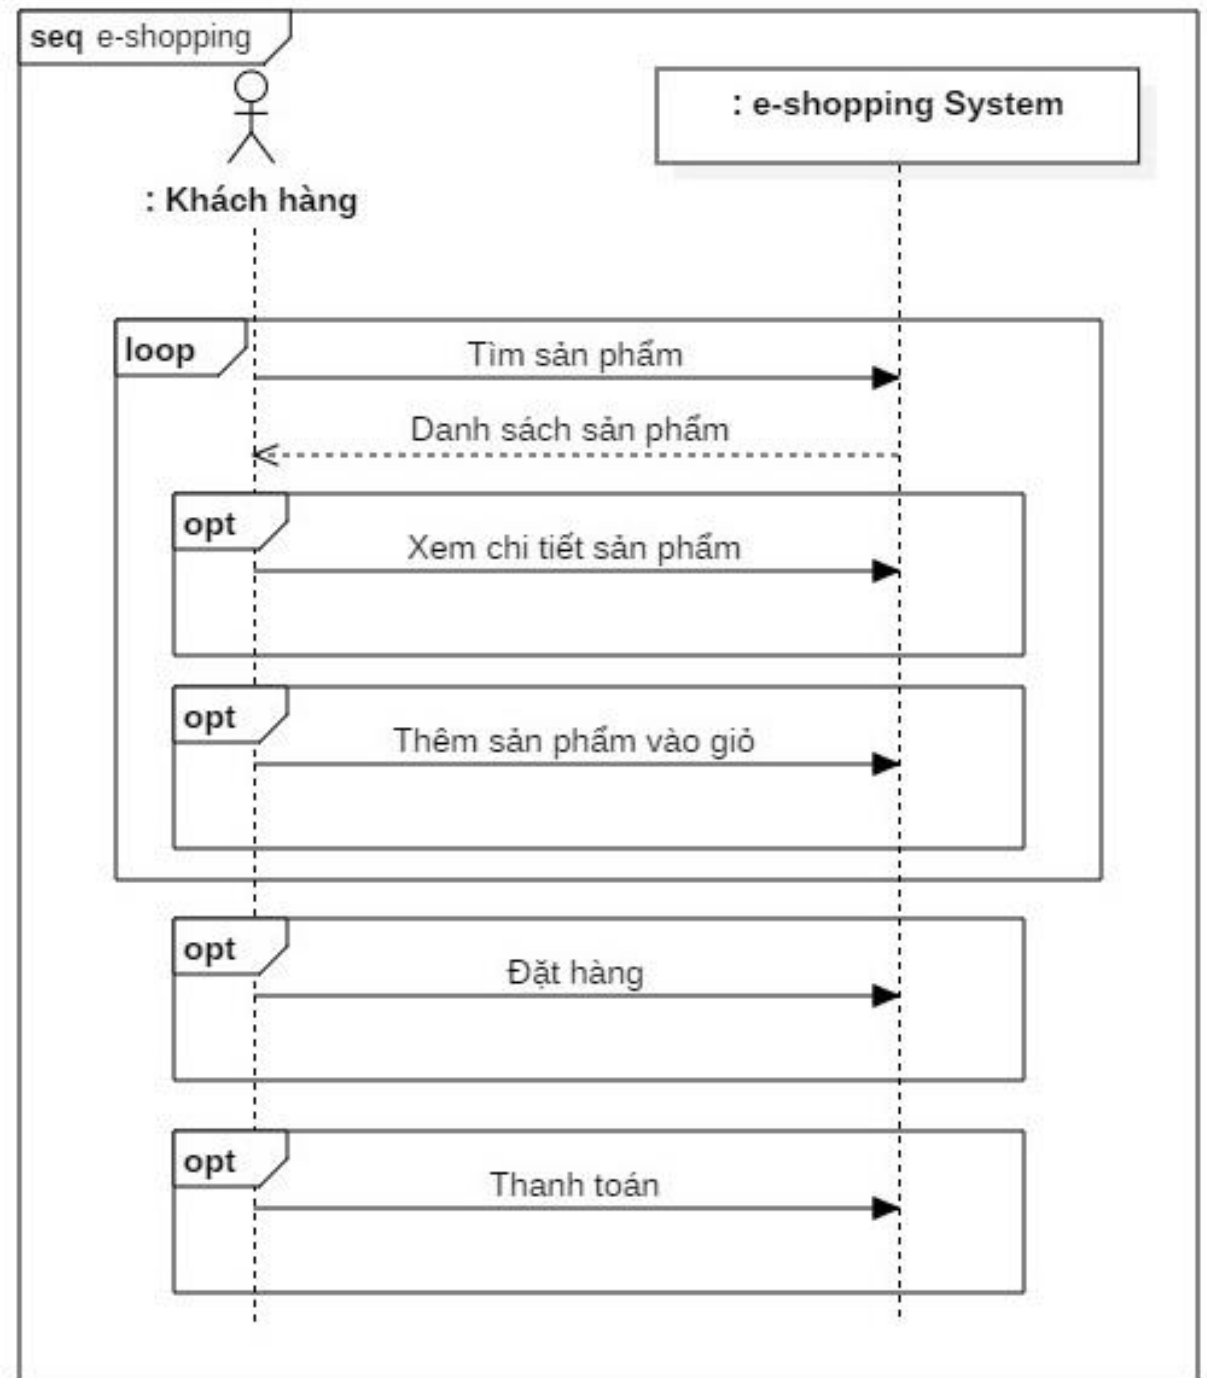 seq e-shopping
: e-shopping System
: Khách hàng
loop
Tìm sản phẩm
Danh sách sản phẩm
opt
Xem chi tiết sản phẩm
opt
Thêm sản phẩm vào giỏ
opt
Đặt hàng
opt
Thanh toán